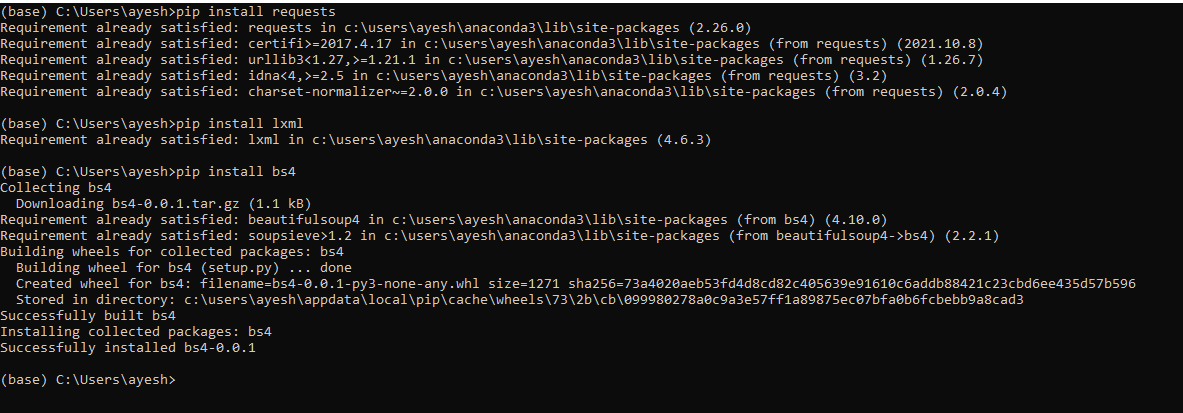 (base) C:\Users\ayesh>pip install requests
Requirement already satisfied: requests in c:\users\ayesh\anaconda3\lib\site-packages (2.26.0)
Requirement already satisfied: certifi>=2017.4.17 in c:\users\ayesh\anaconda3\lib\site-packages (from requests) (2021.10.8)
Requirement already satisfied: urllib3<1.27,>=1.21.1 in c:\users\ayesh\anaconda3\lib\site-packages (from requests) (1.26.7)
Requirement already satisfied: idna<4,>=2.5 in c:\users\ayesh\anaconda3\lib\site-packages (from requests) (3.2)
Requirement already satisfied: charset-normalizer~=2.0.0 in c:\users\ayesh\anaconda3\lib\site-packages (from requests) (2.0.4)
(base) C:\Users\ayesh>pip install lxml
Requirement already satisfied: lxml in c:\users\ayesh\anaconda3\lib\site-packages (4.6.3)
(base) C:\Users\ayesh>pip install bs4
Collecting bs4
Downloading bs4-0.0.1.tar.gz (1.1 kB)
Requirement already satisfied: beautifulsoup4 in c:\users\ayesh\anaconda3\lib\site-packages (from bs4) (4.10.0)
Requirement already satisfied: soupsieve>1.2 in c:\users\ayesh\anaconda3\lib\site-packages (from beautifulsoup4->bs4) (2.2.1)
Building wheels for collected packages: bs4
Building wheel for bs4 (setup.py) ... done
Created wheel for bs4: filename=bs4-0.0.1-py3-none-any.whl size=1271 sha256=73a4020aeb53fd4d8cd82c405639e91610c6addb88421c23cbd6ee435d57b596
Stored in directory: c:\users\ayesh\appdata\local\pip\cache\wheels\73\2b\cb\099980278a0c9a3e57ff1a89875ec07bfa0b6fcbebb9a8cad3
Successfully built bs4
Installing collected packages: bs4
Successfully installed bs4-0.0.1
(base) C:\Users\ayesh>